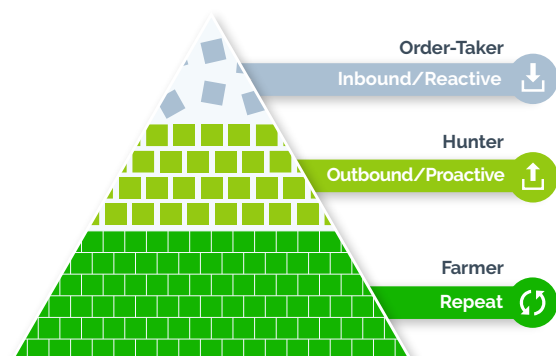 Order-Taker
Inbound/Reactive
Hunter
Outbound/Proactive
Farmer
Repeat